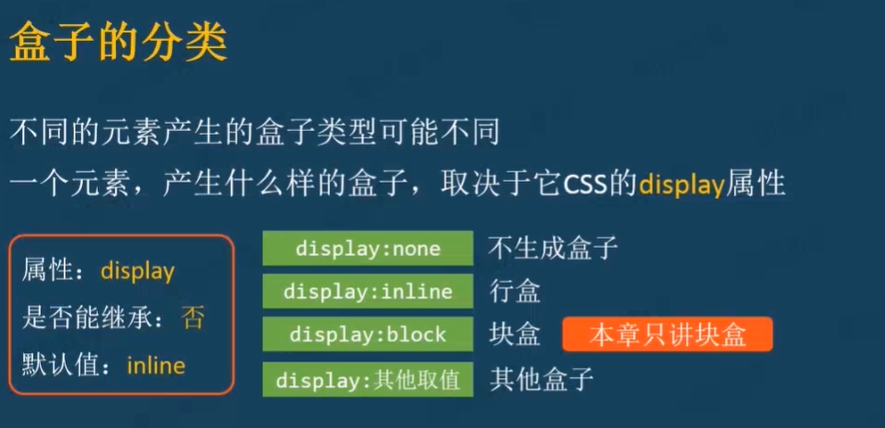 盒子的分类
不同的元素产生的盒子类型可能不同
一个元素，产生什么样的盒子，取决于它CSS的display属性
属性：display
是否能继承：否
默认值：inline
display:none 不生成盒子
display:inline 行盒
display:block 块盒 本章只讲块盒
display:其他取值 其他盒子